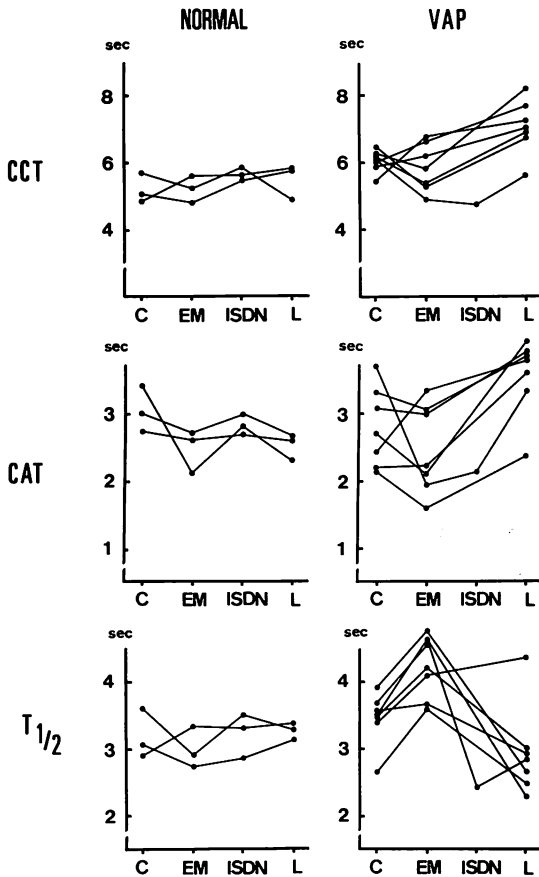 NORMAL VAP
sec sec
8 8
CCT 6 6
4 4
C EM ISDN L C EM ISDN L
sec sec
3 3
CAT 2 2
1 1
C EM ISDN L C EM ISDN L
sec sec
4 4
T 1/2 3 3
2 2
C EM ISDN L C EM ISDN L